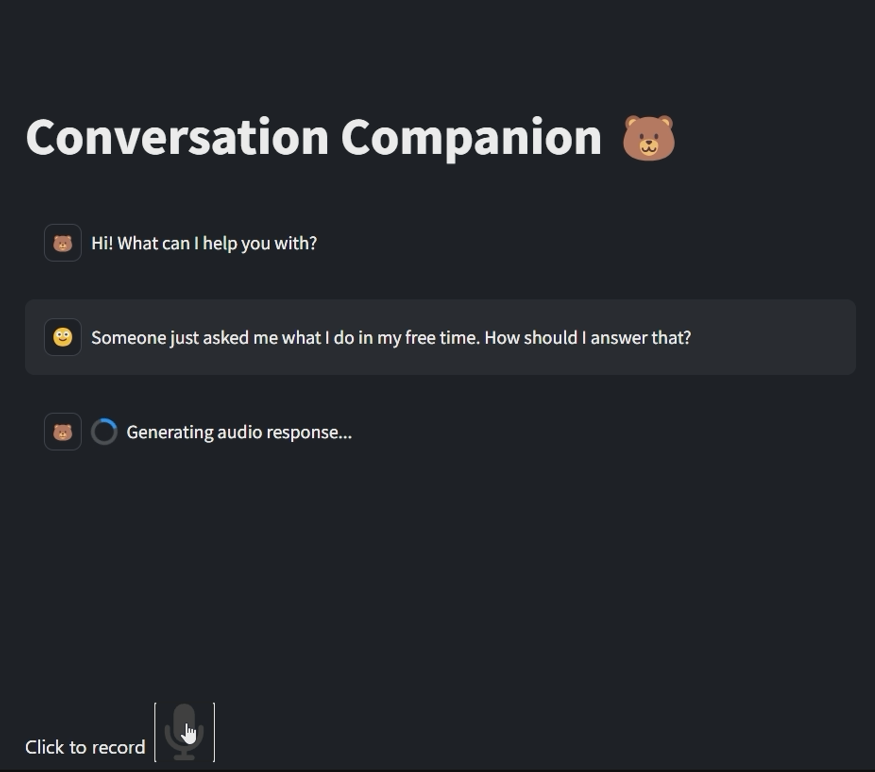 Conversation Companion 🐻
Hi! What can I help you with?
Someone just asked me what I do in my free time. How should I answer that?
Generating audio response...
Click to record